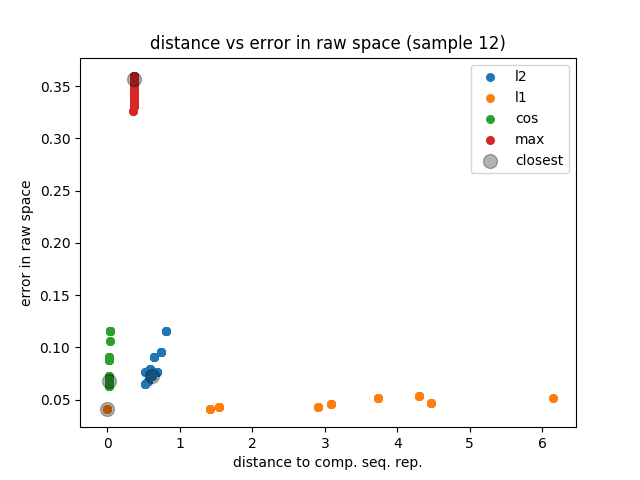 distance vs error in raw space (sample 12)
error in raw space
0.35
0.30
0.25
0.20
0.15
0.10
0.05
l2
l1
cos
max
closest
0 1 2 3 4 5 6
distance to comp. seq. rep.